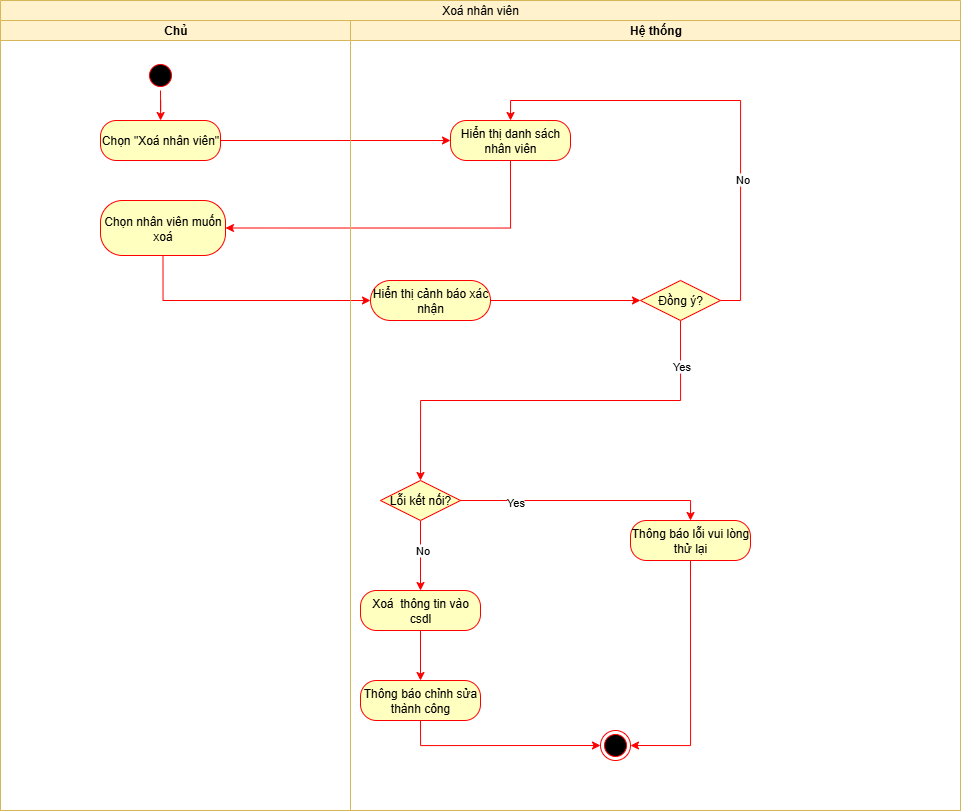 Xoá nhân viên
Chủ
Hệ thống
Chọn "Xoá nhân viên"
Hiển thị danh sách
nhân viên
No
Chọn nhân viên muốn
xoá
Hiển thị cảnh báo xác
nhận
Đồng ý?
Yes
Lỗi kết nối?
Yes
Thông báo lỗi vui lòng
thử lại
No
Xoá  thông tin vào
csdl
Thông báo chỉnh sửa
thành công